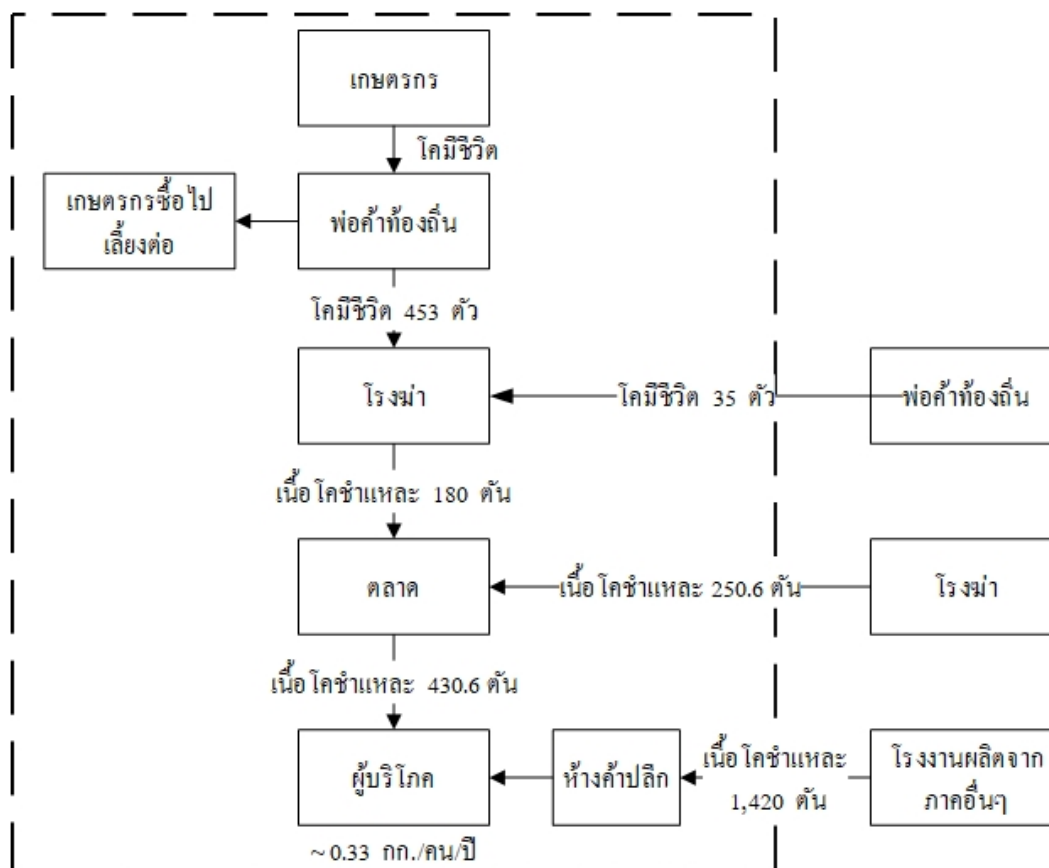 เกษตรกร
โคมีชีวิต
เกษตรกรซื้อไป
เลี้ยงต่อ
พ่อค้าท้องถิ่น
โคมีชีวิต 453 ตัว
โรงฆ่า
โคมีชีวิต 35 ตัว
พ่อค้าท้องถิ่น
เนื้อโคชำแหละ 180 ตัน
ตลาด
เนื้อโคชำแหละ 250.6 ตัน
โรงฆ่า
เนื้อโคชำแหละ 430.6 ตัน
ผู้บริโภค
ห้างค้าปลีก
เนื้อโคชำแหละ
1,420 ตัน
โรงงานผลิตจาก
ภาคอื่นๆ
~ 0.33 กก./คน/ปี